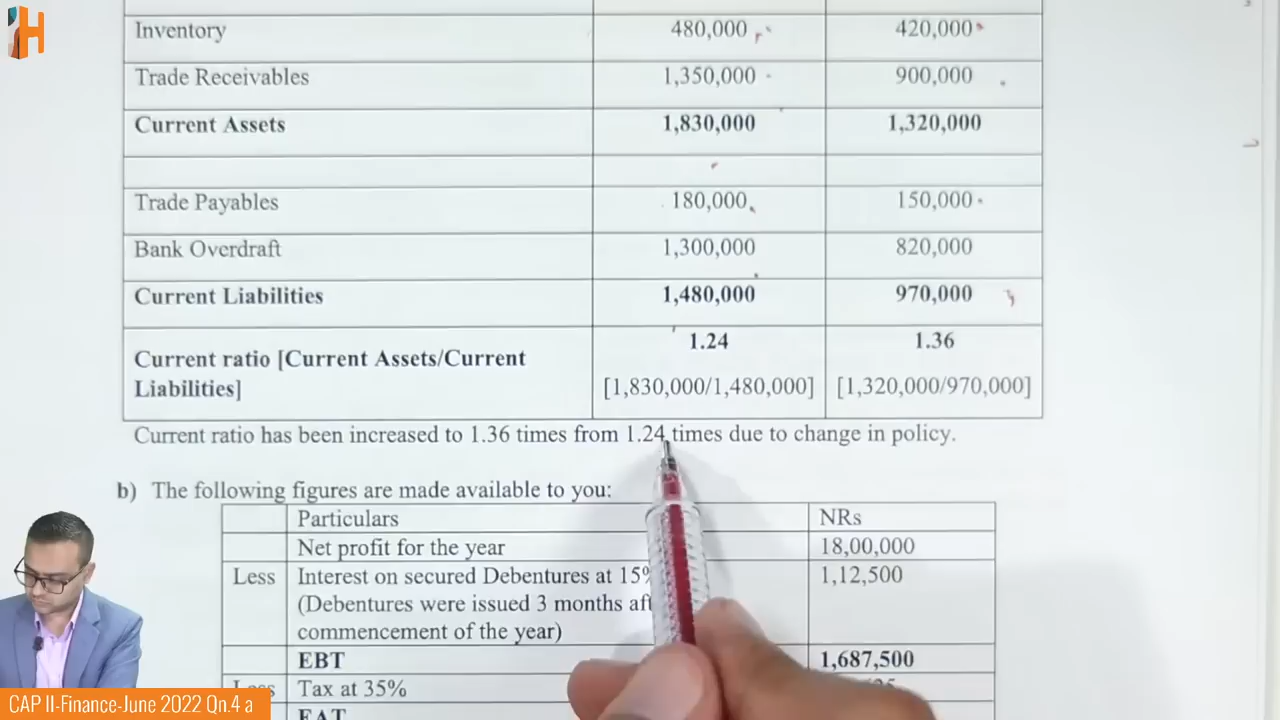 H
Inventory 480,000 420,000
Trade Receivables 1,350,000 900,000
Current Assets 1,830,000 1,320,000
Trade Payables 180,000 150,000
Bank Overdraft 1,300,000 820,000
Current Liabilities 1,480,000 970,000
Current ratio [Current Assets/Current Liabilities] 1.24 [1,830,000/1,480,000] 1.36 [1,320,000/970,000]
Current ratio has been increased to 1.36 times from 1.24 times due to change in policy.
b) The following figures are made available to you:
Particulars NRs
Net profit for the year 18,00,000
Less Interest on secured Debentures at 15% 1,12,500
(Debentures were issued 3 months
commencement of the year)
EBT 1,687,500
Less Tax at 35%
EAT
CAP II-Finance-June 2022 Qn.4 a